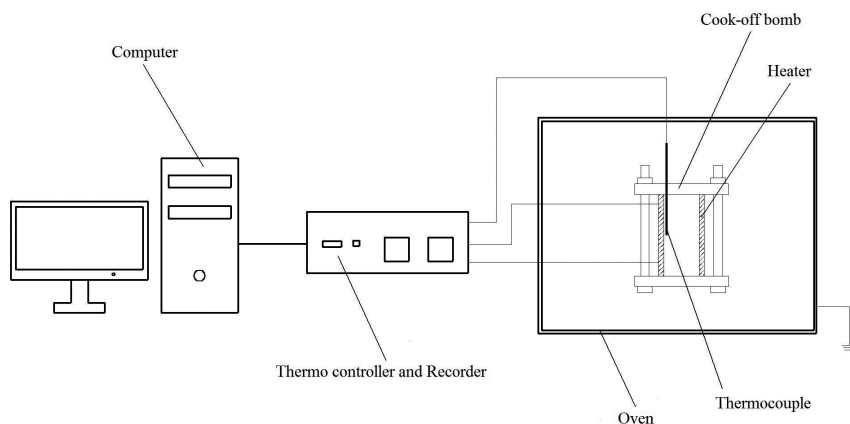 Cook-off bomb
Computer
Heater
Thermo controller and Recorder
Thermocouple
Oven